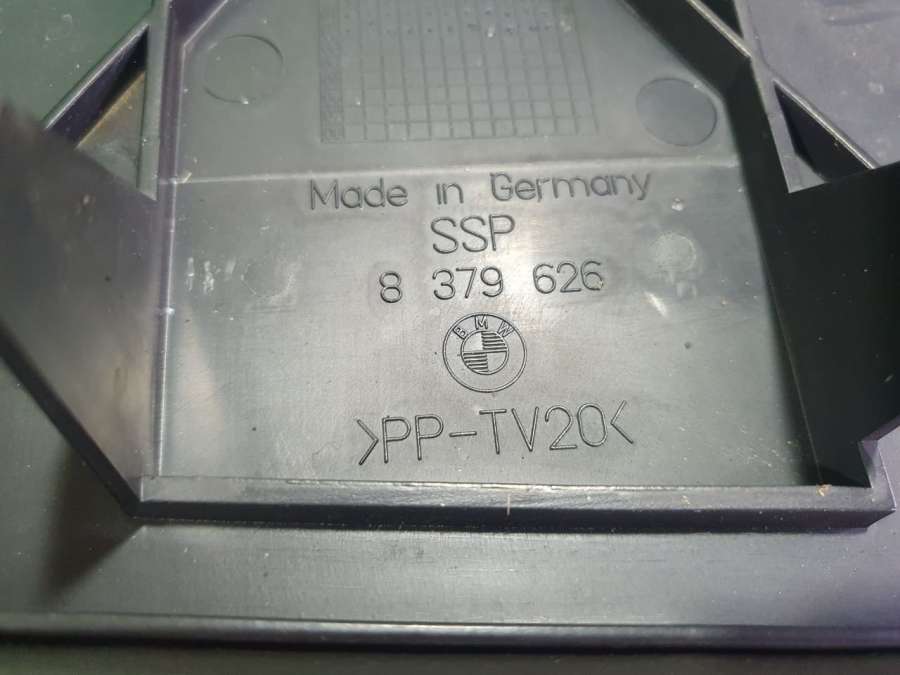 Made in Germany
SSP
8 379 626
BMW
>PP-TV20<